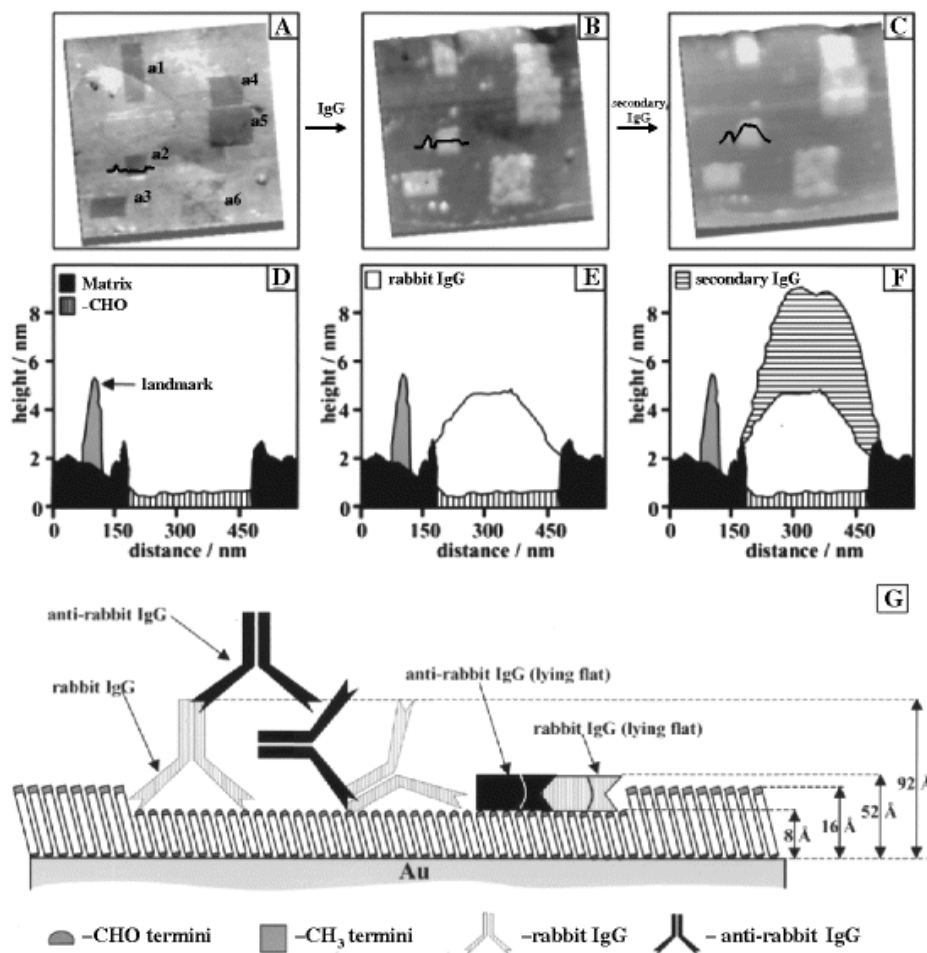 A
a1
a4
a5
a2
a3
a6
IgG
B
secondary
IgG
C
D
Matrix
-CHO
landmark
height / nm
8
6
4
2
0
0 150 300 450
distance / nm
E
rabbit IgG
height / nm
8
6
4
2
0
0 150 300 450
distance / nm
F
secondary IgG
height / nm
8
6
4
2
0
0 150 300 450
distance / nm
G
anti-rabbit IgG
rabbit IgG
anti-rabbit IgG (lying flat)
rabbit IgG (lying flat)
92 Å
52 Å
16 Å
8 Å
Au
–CHO termini
–CH₃ termini
–rabbit IgG
– anti-rabbit IgG